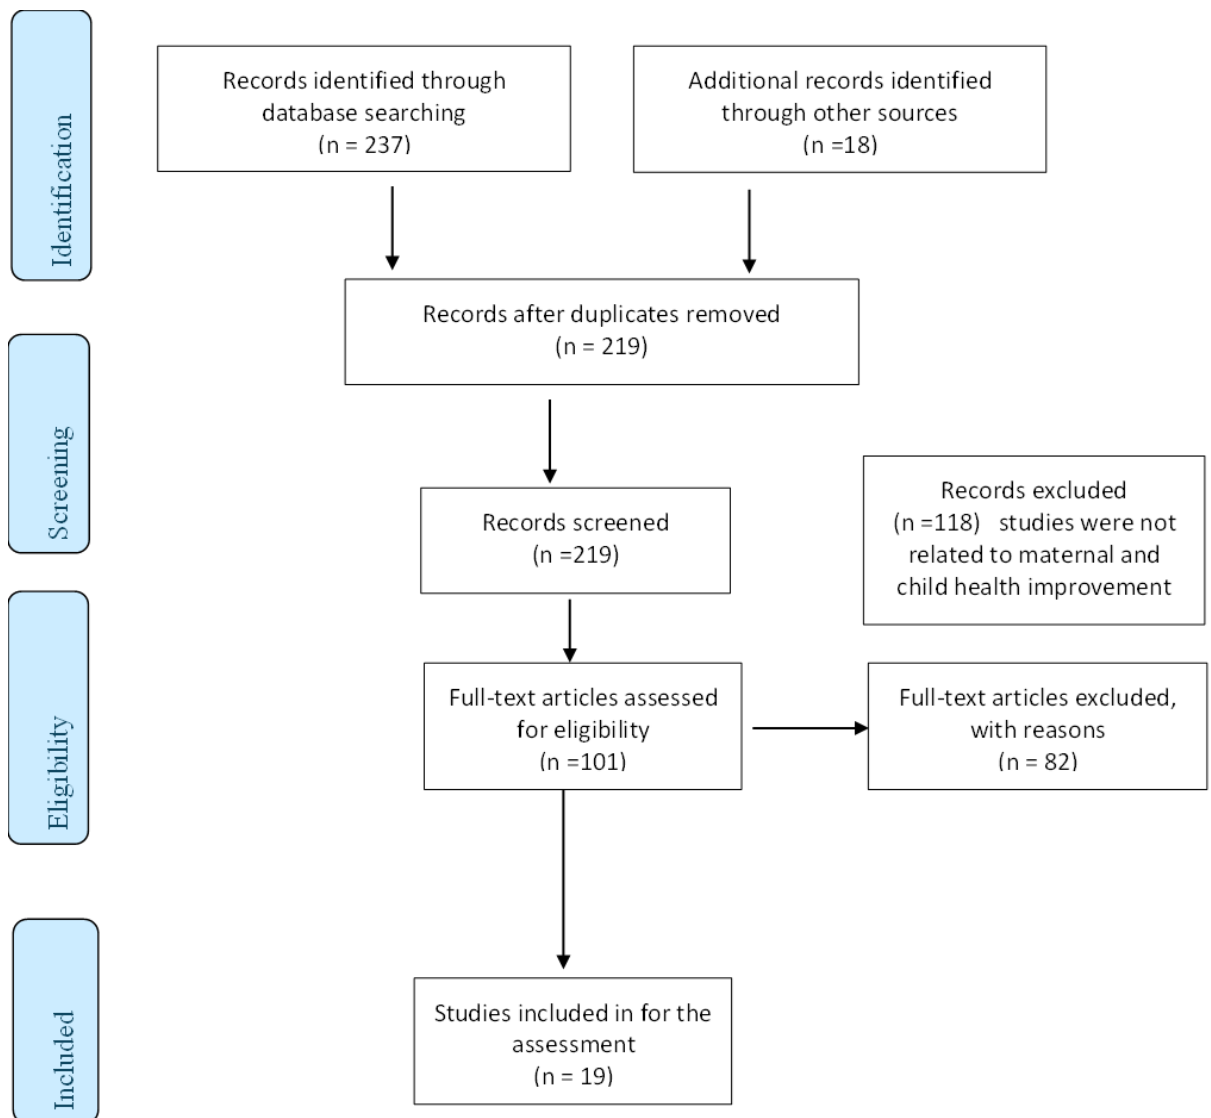 Identification
Records identified through
database searching
(n = 237)
Additional records identified
through other sources
(n =18)
Records after duplicates removed
(n = 219)
Screening
Records screened
(n =219)
Records excluded
(n =118)   studies were not
related to maternal and
child health improvement
Eligibility
Full-text articles assessed
for eligibility
(n =101)
Full-text articles excluded,
with reasons
(n = 82)
Included
Studies included in for the
assessment
(n = 19)